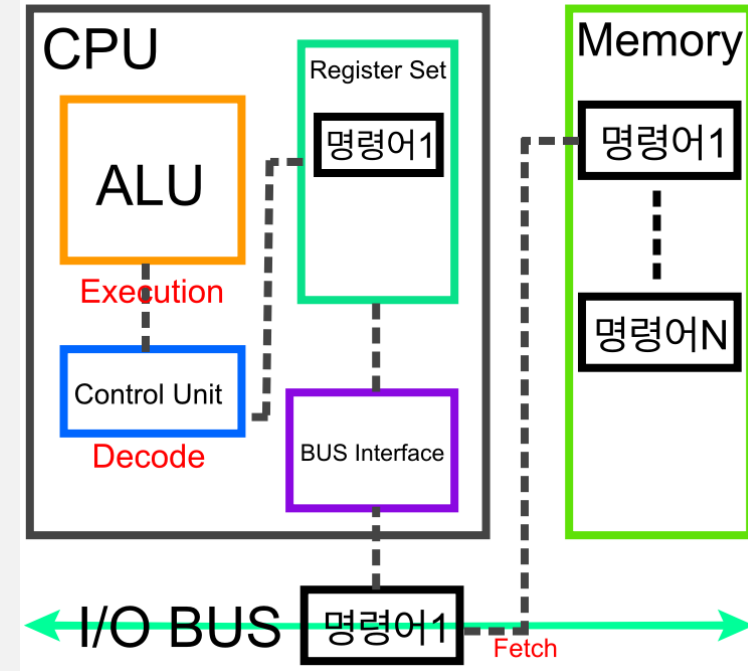 CPU
Register Set
명령어1
ALU
Execution
Control Unit
Decode
BUS Interface
Memory
명령어1
명령어N
I/O BUS
명령어1
Fetch